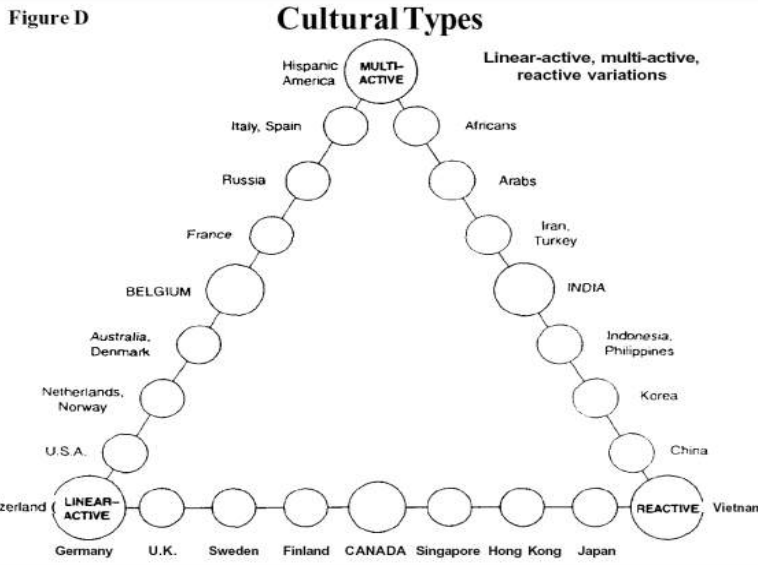 Figure D
Cultural Types
Linear-active, multi-active,
reactive variations
Hispanic
America
MULTI-
ACTIVE
Italy, Spain
Africans
Russia
Arabs
France
Iran,
Turkey
BELGIUM
INDIA
Australia,
Denmark
Indonesia,
Philippines
Netherlands,
Norway
Korea
U.S.A.
China
zerland
LINEAR-
ACTIVE
REACTIVE
Vietnam
Germany
U.K.
Sweden
Finland
CANADA
Singapore
Hong Kong
Japan